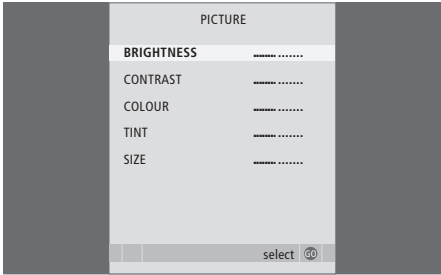 PICTURE
BRIGHTNESS ...............
CONTRAST ...............
COLOUR ...............
TINT ...............
SIZE ...............
select GO